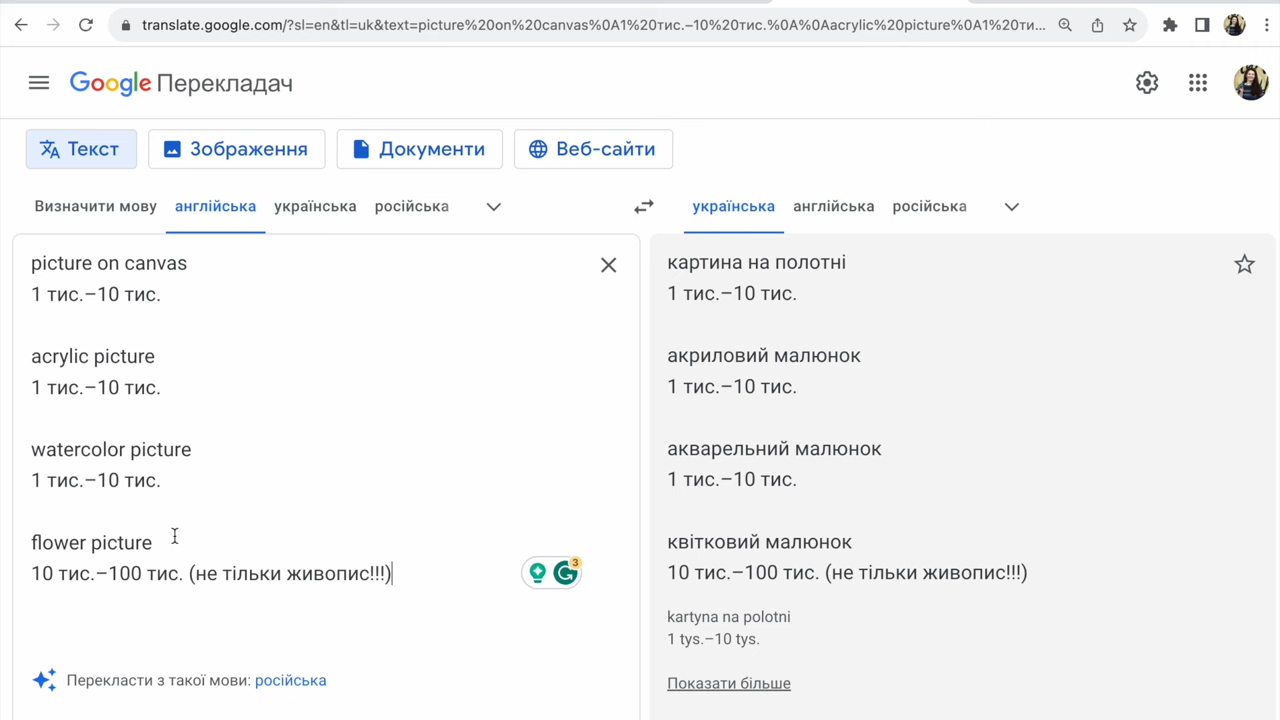 translate.google.com/?sl=en&tl=uk&text=picture%20on%20canvas%0A1%20тис.–10%20тис.%0A%0Aacrylic%20picture%0A1%20ти...
Google Перекладач
Текст Зображення Документи Веб-сайти
Визначити мову англійська українська російська
українська англійська російська
picture on canvas
1 тис.–10 тис.
acrylic picture
1 тис.–10 тис.
watercolor picture
1 тис.–10 тис.
flower picture
10 тис.–100 тис. (не тільки живопис!!!)
3
Перекласти з такої мови: російська
картина на полотні
1 тис.–10 тис.
акриловий малюнок
1 тис.–10 тис.
акварельний малюнок
1 тис.–10 тис.
квітковий малюнок
10 тис.–100 тис. (не тільки живопис!!!)
kartyna na polotni
1 tys.–10 tys.
Показати більше